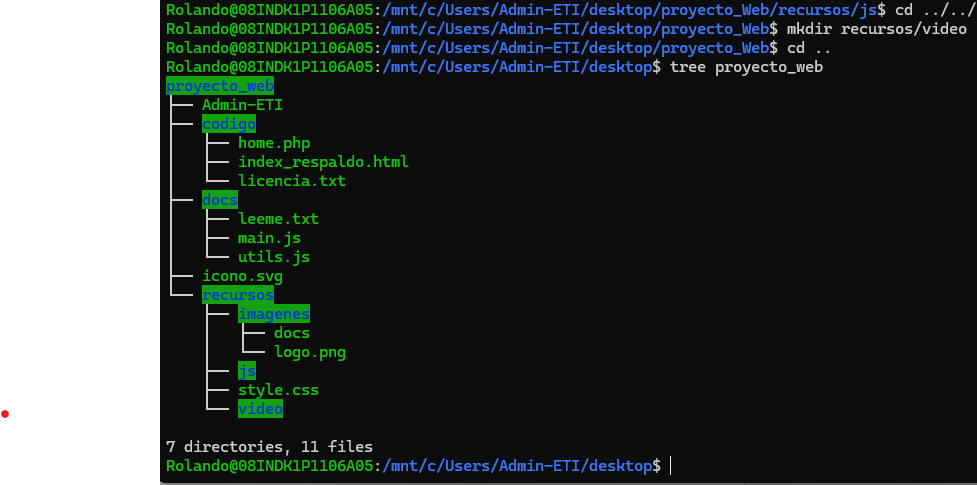 Rolando@08INDK1P1106A05:/mnt/c/Users/Admin-ETI/desktop/proyecto_Web/recursos/js$ cd ../../
Rolando@08INDK1P1106A05:/mnt/c/Users/Admin-ETI/desktop/proyecto_Web$ mkdir recursos/video
Rolando@08INDK1P1106A05:/mnt/c/Users/Admin-ETI/desktop/proyecto_Web$ cd ..
Rolando@08INDK1P1106A05:/mnt/c/Users/Admin-ETI/desktop$ tree proyecto_web
proyecto_web
├── Admin-ETI
├── codigo
│   ├── home.php
│   ├── index_respaldo.html
│   └── licencia.txt
├── docs
│   ├── leeme.txt
│   ├── main.js
│   └── utils.js
├── icono.svg
└── recursos
    ├── imagenes
    │   ├── docs
    │   └── logo.png
    ├── js
    ├── style.css
    └── video
7 directories, 11 files
Rolando@08INDK1P1106A05:/mnt/c/Users/Admin-ETI/desktop$